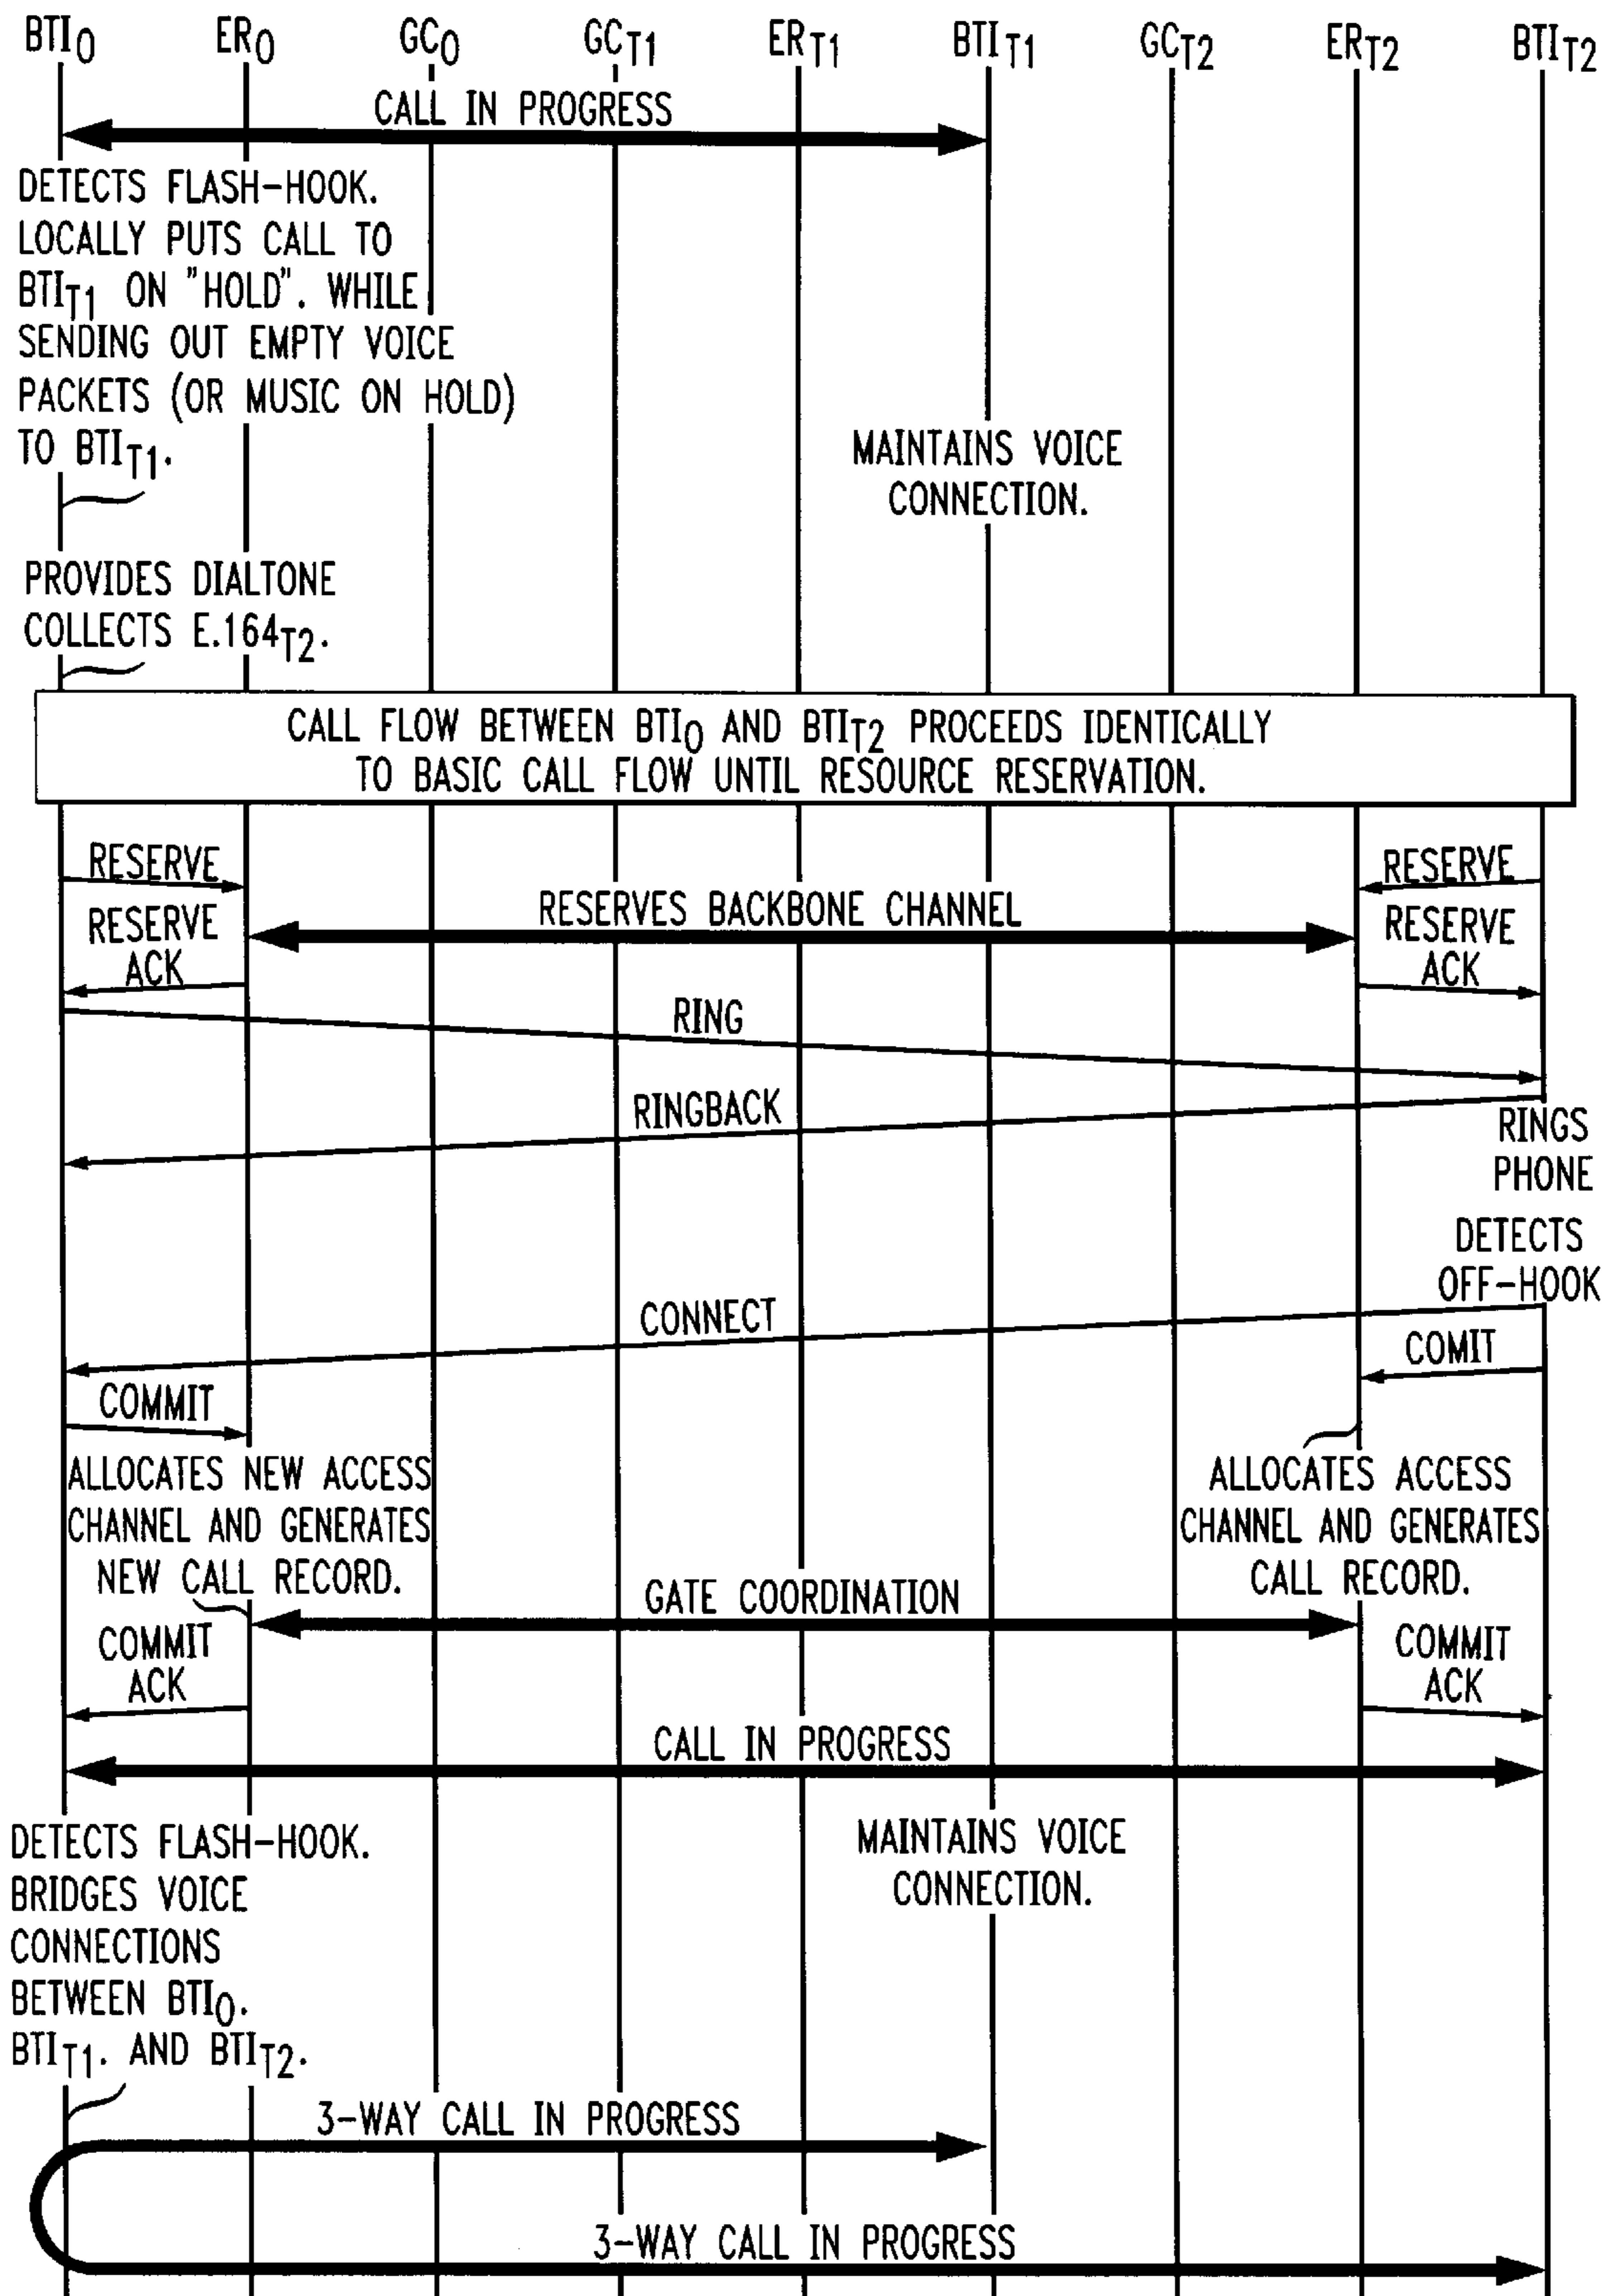 BTIO ERO GCO GCT1 ERT1 BTIT1 GCT2 ERT2 BTIT2
CALL IN PROGRESS
DETECTS FLASH-HOOK.
LOCALLY PUTS CALL TO
BTIT1 ON "HOLD". WHILE
SENDING OUT EMPTY VOICE
PACKETS (OR MUSIC ON HOLD)
TO BTIT1.
MAINTAINS VOICE
CONNECTION.
PROVIDES DIALTONE
COLLECTS E.164T2.
CALL FLOW BETWEEN BTIO AND BTIT2 PROCEEDS IDENTICALLY
TO BASIC CALL FLOW UNTIL RESOURCE RESERVATION.
RESERVE
RESERVE
RESERVES BACKBONE CHANNEL
RESERVE
ACK
RESERVE
ACK
RING
RINGBACK
RINGS
PHONE
DETECTS
OFF-HOOK
CONNECT
COMIT
COMMIT
ALLOCATES NEW ACCESS
CHANNEL AND GENERATES
NEW CALL RECORD.
ALLOCATES ACCESS
CHANNEL AND GENERATES
CALL RECORD.
GATE COORDINATION
COMMIT
ACK
COMMIT
ACK
CALL IN PROGRESS
DETECTS FLASH-HOOK.
BRIDGES VOICE
CONNECTIONS
BETWEEN BTIO.
BTIT1. AND BTIT2.
MAINTAINS VOICE
CONNECTION.
3-WAY CALL IN PROGRESS
3-WAY CALL IN PROGRESS